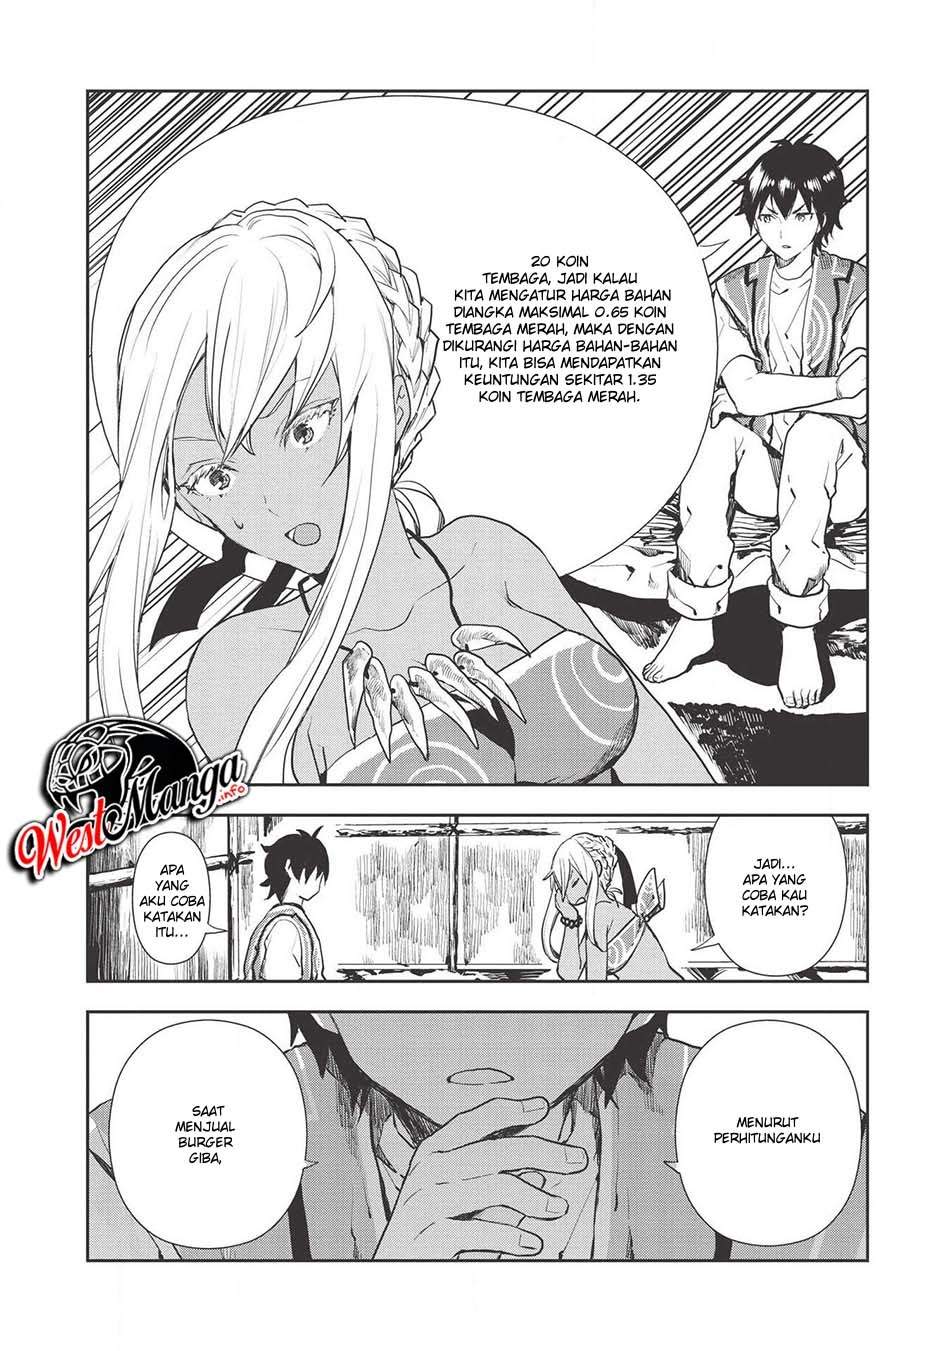 20 KOIN
TEMBAGA, JADI KALAU
KITA MENGATUR HARGA BAHAN
DIANGKA MAKSIMAL 0.65 KOIN
TEMBAGA MERAH, MAKA DENGAN
DIKURANGI HARGA BAHAN-BAHAN
ITU, KITA BISA MENDAPATKAN
KEUNTUNGAN SEKITAR 1.35
KOIN TEMBAGA MERAH.
WestManga
.info
JADI...
APA YANG
COBA KAU
KATAKAN?
APA
YANG
AKU COBA
KATAKAN
ITU...
MENURUT
PERHITUNGANKU
SAAT
MENJUAL
BURGER
GIBA,